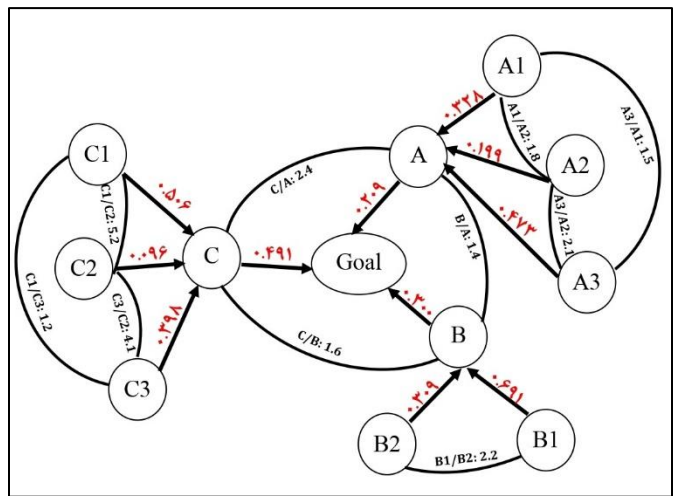 A1
۰.۳۲۸
A1/A2: 1.8
A3/A1: 1.5
C1
C/A: 2.4
A
۰.۱۹۹
A2
C1/C2: 5.2
۰.۵۰۶
۰.۲۰۹
B/A: 1.4
۰.۴۷۳
A3/A2: 2.1
C2
۰.۰۹۶
C
۰.۴۹۱
Goal
A3
C1/C3: 1.2
C3/C2: 4.1
۰.۳۹۸
C/B: 1.6
۰.۳۰۰
B
C3
۰.۳۰۹
۰.۶۹۱
B2
B1/B2: 2.2
B1